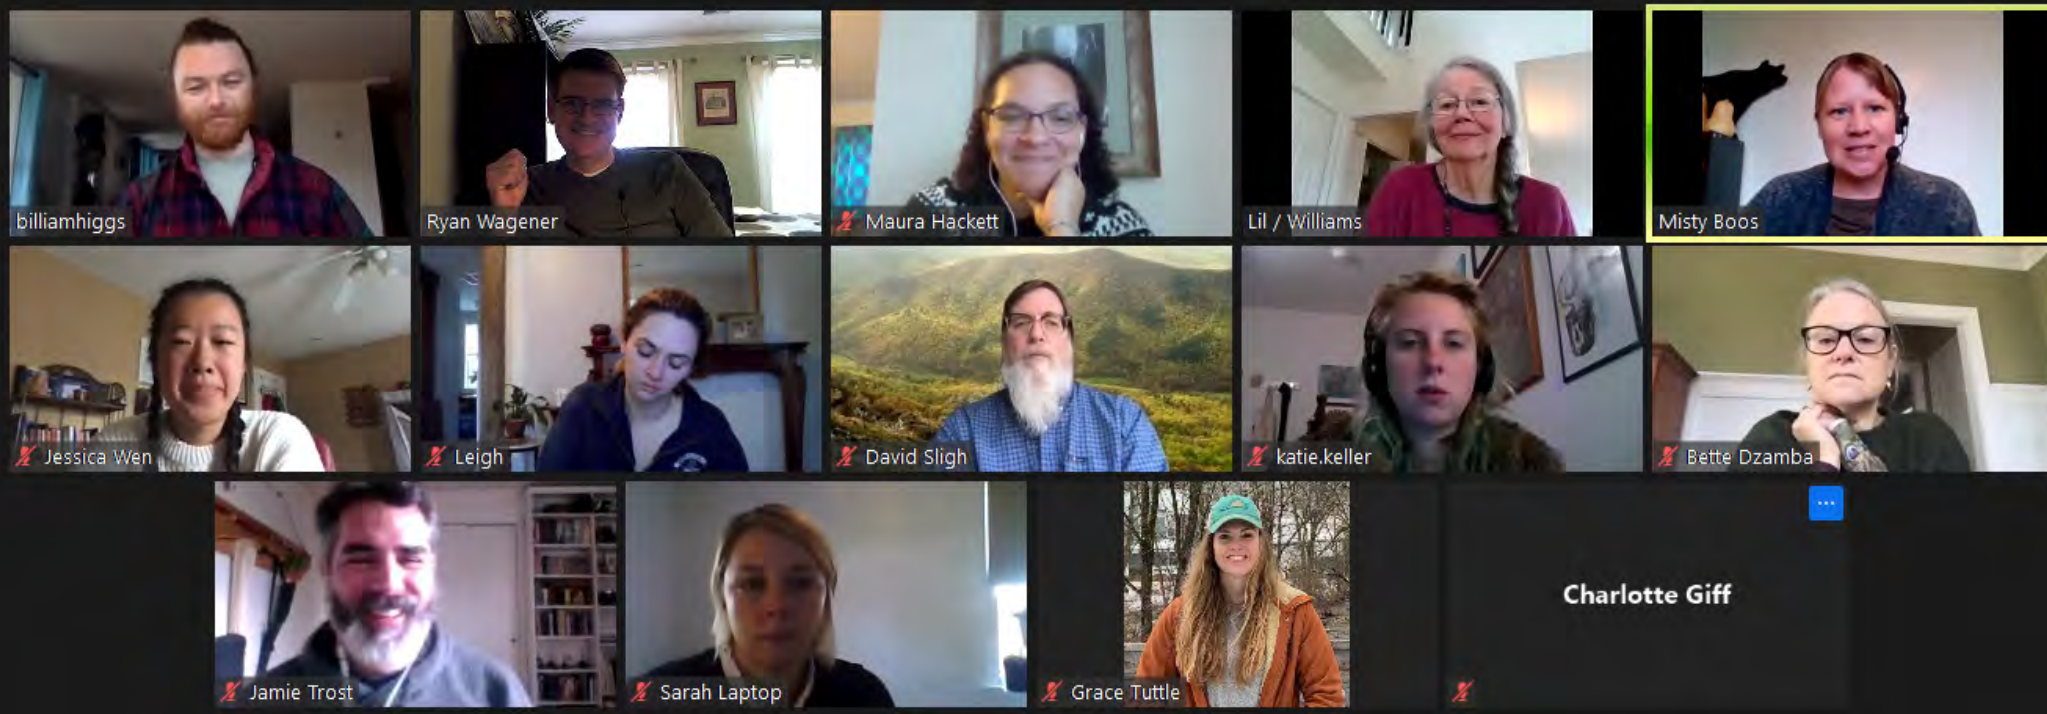 billiamhiggs
Ryan Wagener
Maura Hackett
Lil / Williams
Misty Boos
Jessica Wen
Leigh
David Sligh
katie.keller
Bette Dzamba
Jamie Trost
Sarah Laptop
Grace Tuttle
Charlotte Giff